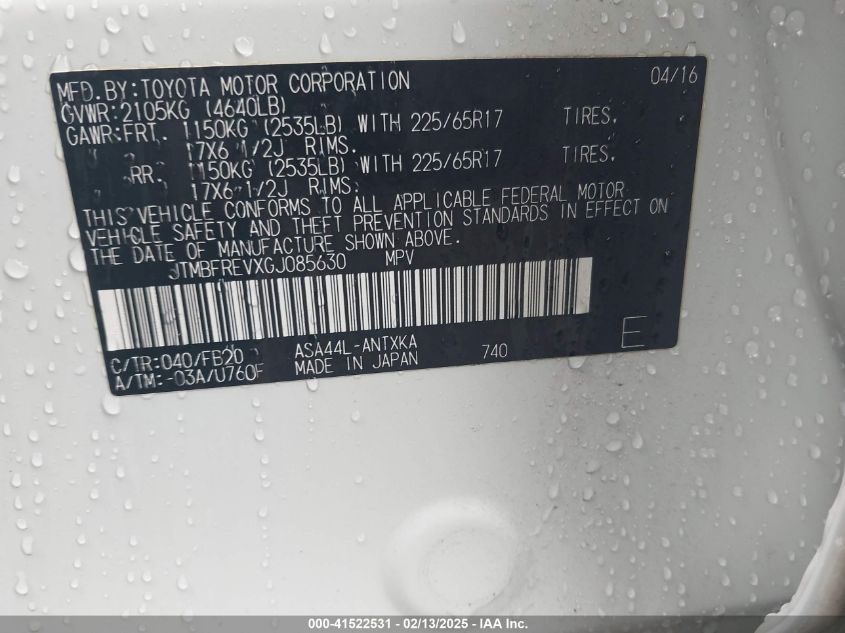 MFD.BY:TOYOTA MOTOR CORPORATION 04/16
GVWR:2105KG (4640LB)
GAWR:FRT. 1150KG (2535LB) WITH 225/65R17 TIRES.
17X6 1/2J RIMS.
RR. 1150KG (2535LB) WITH 225/65R17 TIRES.
17X6 1/2J RIMS.
THIS VEHICLE CONFORMS TO ALL APPLICABLE FEDERAL MOTOR
VEHICLE SAFETY AND THEFT PREVENTION STANDARDS IN EFFECT ON
THE DATE OF MANUFACTURE SHOWN ABOVE.
JTMBFREVXGJ085630 MPV
C/TR:040/FB20 ASA44L-ANTXKA 740 E
A/TM:-03A/U760F MADE IN JAPAN
000-41522531 - 02/13/2025 - IAA Inc.